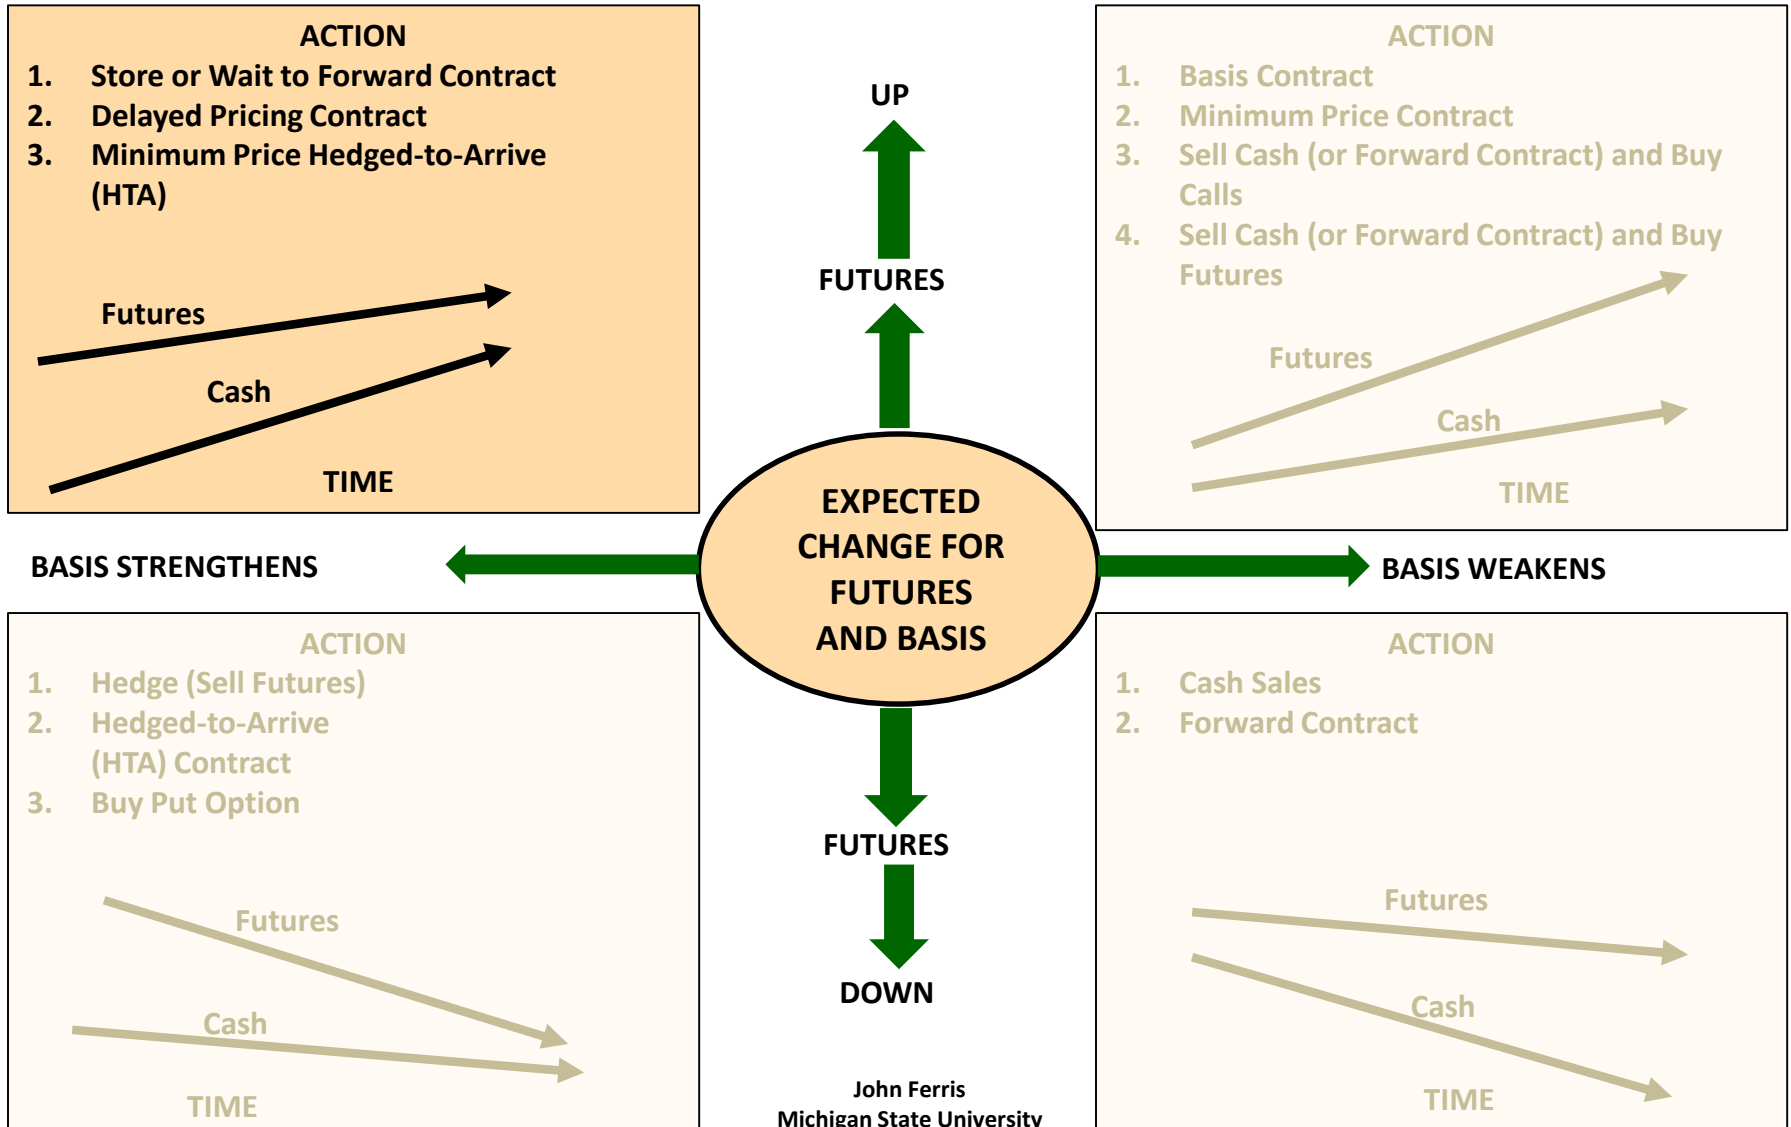 ACTION
1. Store or Wait to Forward Contract
2. Delayed Pricing Contract
3. Minimum Price Hedged-to-Arrive
(HTA)
Futures
Cash
TIME
UP
FUTURES
ACTION
1. Basis Contract
2. Minimum Price Contract
3. Sell Cash (or Forward Contract) and Buy
Calls
4. Sell Cash (or Forward Contract) and Buy
Futures
Futures
Cash
TIME
BASIS STRENGTHENS
EXPECTED
CHANGE FOR
FUTURES
AND BASIS
BASIS WEAKENS
ACTION
1. Hedge (Sell Futures)
2. Hedged-to-Arrive
(HTA) Contract
3. Buy Put Option
Futures
Cash
TIME
FUTURES
DOWN
John Ferris
Michigan State University
ACTION
1. Cash Sales
2. Forward Contract
Futures
Cash
TIME